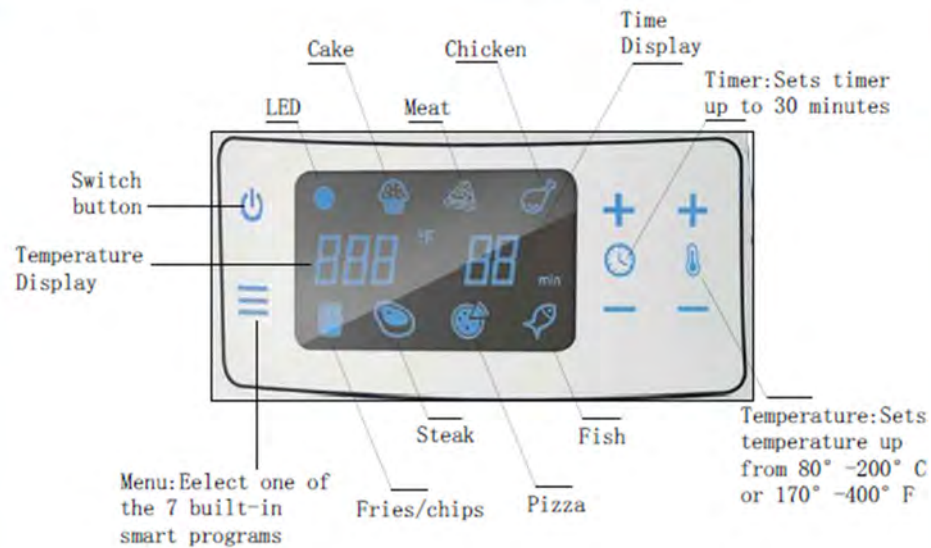 Time
Display
Cake
Chicken
Timer:Sets timer
up to 30 minutes
LED
Meat
Switch
button
Temperature
Display
°F
min
Steak
Fish
Temperature:Sets
temperature up
from 80° -200° C
or 170° -400° F
Menu:Eelect one of
the 7 built-in
smart programs
Fries/chips
Pizza